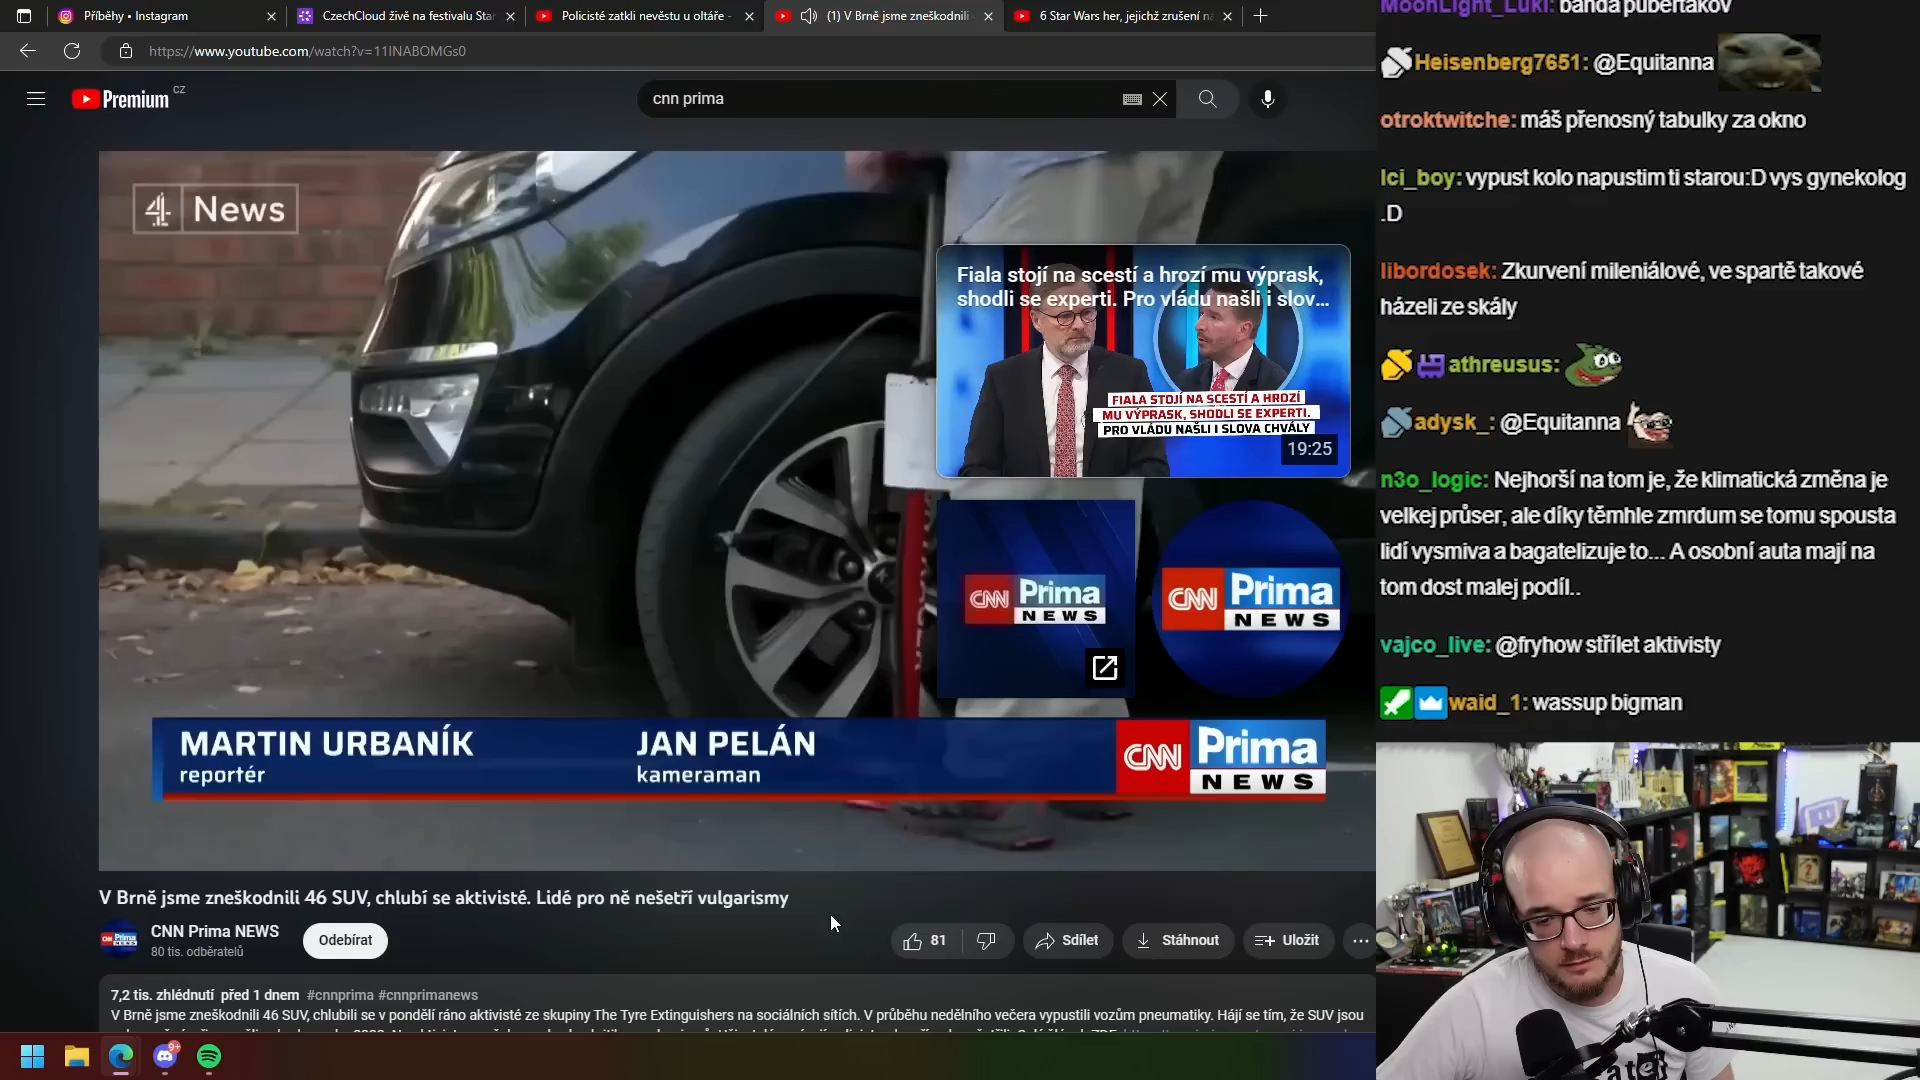 Příběhy • Instagram
CzechCloud živě na festivalu Star
Policisté zatkli nevěstu u oltáře -
(1) V Brně jsme zneškodnili
6 Star Wars her, jejichž zrušení ná
https://www.youtube.com/watch?v=11INABOMGs0
Premium
CZ
cnn prima
4 News
Fiala stojí na scestí a hrozí mu výprask,
shodli se experti. Pro vládu našli i slov...
FIALA STOJÍ NA SCESTÍ A HROZÍ
MU VÝPRASK, SHODLI SE EXPERTI.
PRO VLÁDU NAŠLI I SLOVA CHVÁLY
19:25
CNN Prima
NEWS
CNN Prima
NEWS
MARTIN URBANÍK
reportér
JAN PELÁN
kameraman
CNN Prima
NEWS
V Brně jsme zneškodnili 46 SUV, chlubí se aktivisté. Lidé pro ně nešetří vulgarismy
CNN Prima NEWS
80 tis. odběratelů
Odebírat
81
Sdílet
Stáhnout
Uložit
7,2 tis. zhlédnutí před 1 dnem #cnnprima #cnnprimanews
V Brně jsme zneškodnili 46 SUV, chlubili se v pondělí ráno aktivisté ze skupiny The Tyre Extinguishers na sociálních sítích. V průběhu nedělního večera vypustili vozům pneumatiky. Hájí se tím, že SUV jsou
9+
MoonLight_Luki: banda puberťáků
Heisenberg7651: @Equitanna
otroktwitche: máš přenosný tabulky za okno
lci_boy: vypust kolo napustim ti starou:D vys gynekolog
.D
libordosek: Zkurvení mileniálové, ve spartě takové
házeli ze skály
athreusus:
adysk_: @Equitanna
n3o_logic: Nejhorší na tom je, že klimatická změna je
velkej průser, ale díky těmhle zmrdum se tomu spousta
lidí vysmiva a bagatelizuje to... A osobní auta mají na
tom dost malej podíl..
vajco_live: @fryhow střílet aktivisty
waid_1: wassup bigman